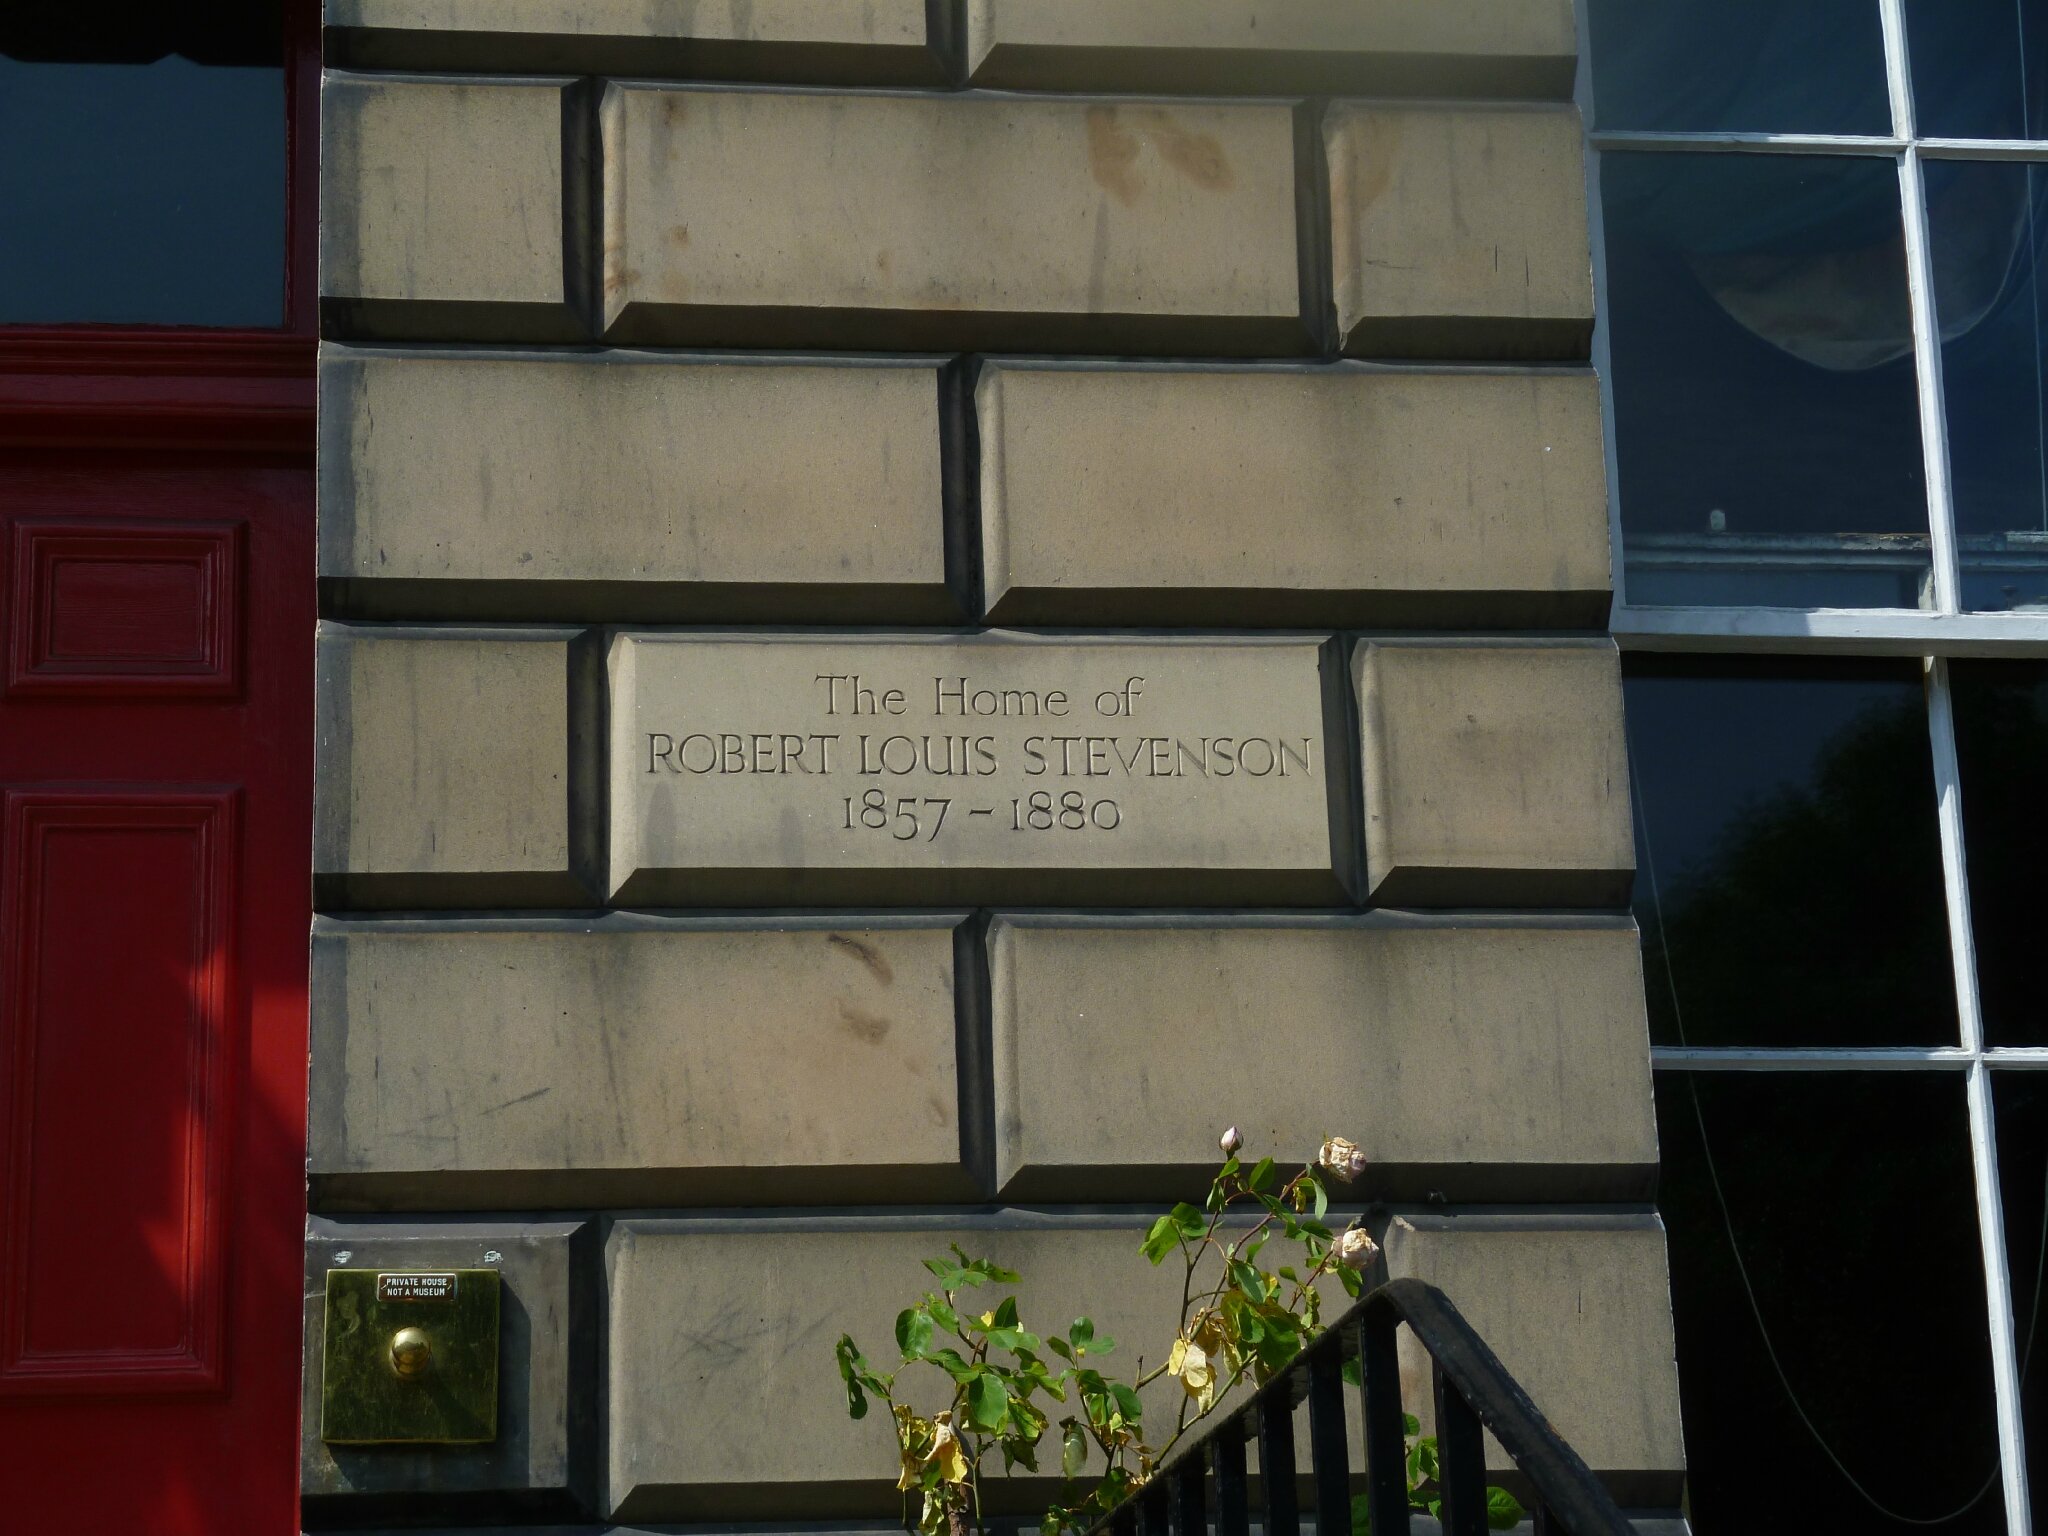 The Home of
ROBERT LOUIS STEVENSON
1857 - 1880
PRIVATE HOUSE
NOT A MUSEUM